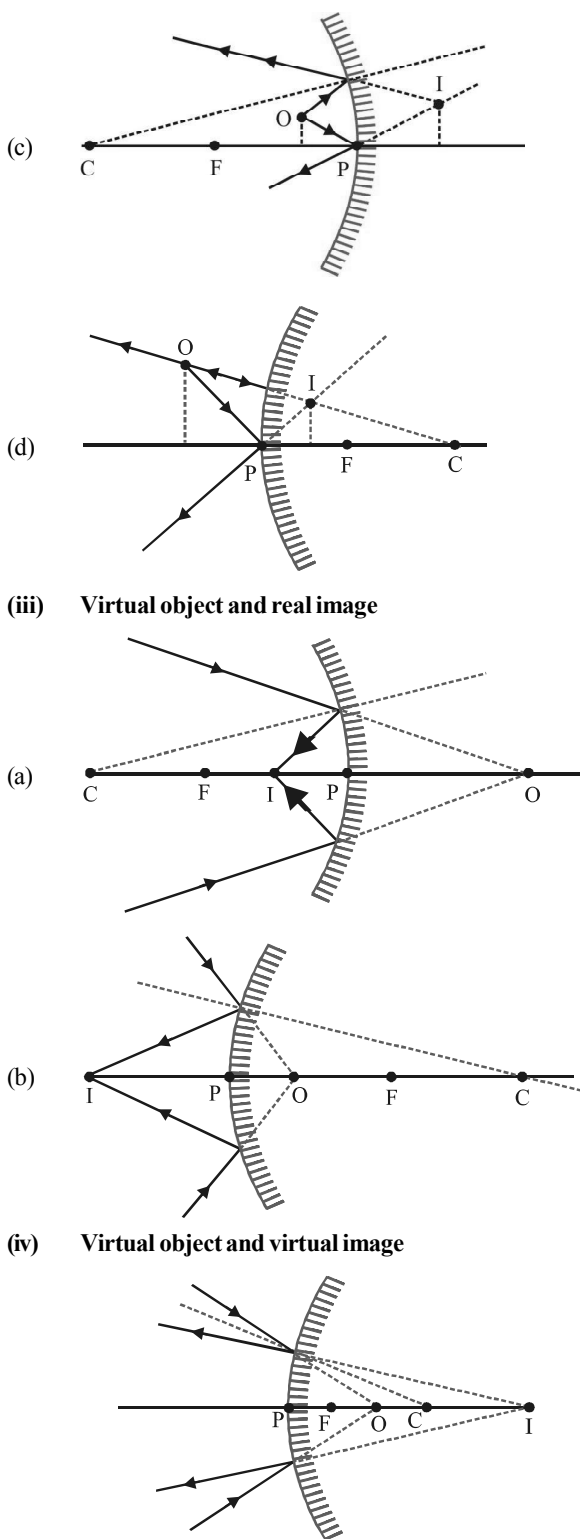 I
O
(c)
C F P
O
I
(d)
P F C
(iii) Virtual object and real image
(a)
C F I P O
(b)
I P O F C
(iv) Virtual object and virtual image
P F O C I